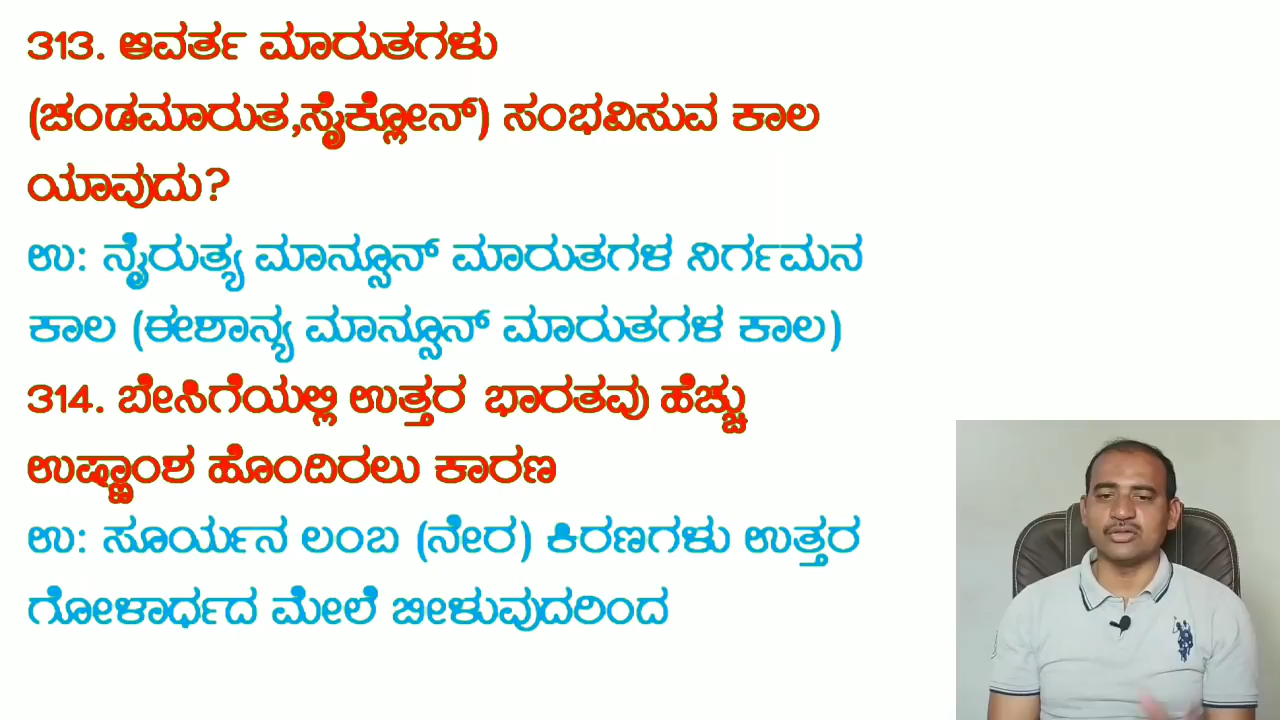 313. ಆವರ್ತ ಮಾರುತಗಳು
(ಚಂಡಮಾರುತ,ಸೈಕ್ಲೋನ್) ಸಂಭವಿಸುವ ಕಾಲ
ಯಾವುದು?
ಉ: ನೈರುತ್ಯ ಮಾನ್ಸೂನ್ ಮಾರುತಗಳ ನಿರ್ಗಮನ
ಕಾಲ (ಈಶಾನ್ಯ ಮಾನ್ಸೂನ್ ಮಾರುತಗಳ ಕಾಲ)
314. ಬೇಸಿಗೆಯಲ್ಲಿ ಉತ್ತರ ಭಾರತವು ಹೆಚ್ಚು
ಉಷ್ಣಾಂಶ ಹೊಂದಿರಲು ಕಾರಣ
ಉ: ಸೂರ್ಯನ ಲಂಬ (ನೇರ) ಕಿರಣಗಳು ಉತ್ತರ
ಗೋಳಾರ್ಧದ ಮೇಲೆ ಬೀಳುವುದರಿಂದ